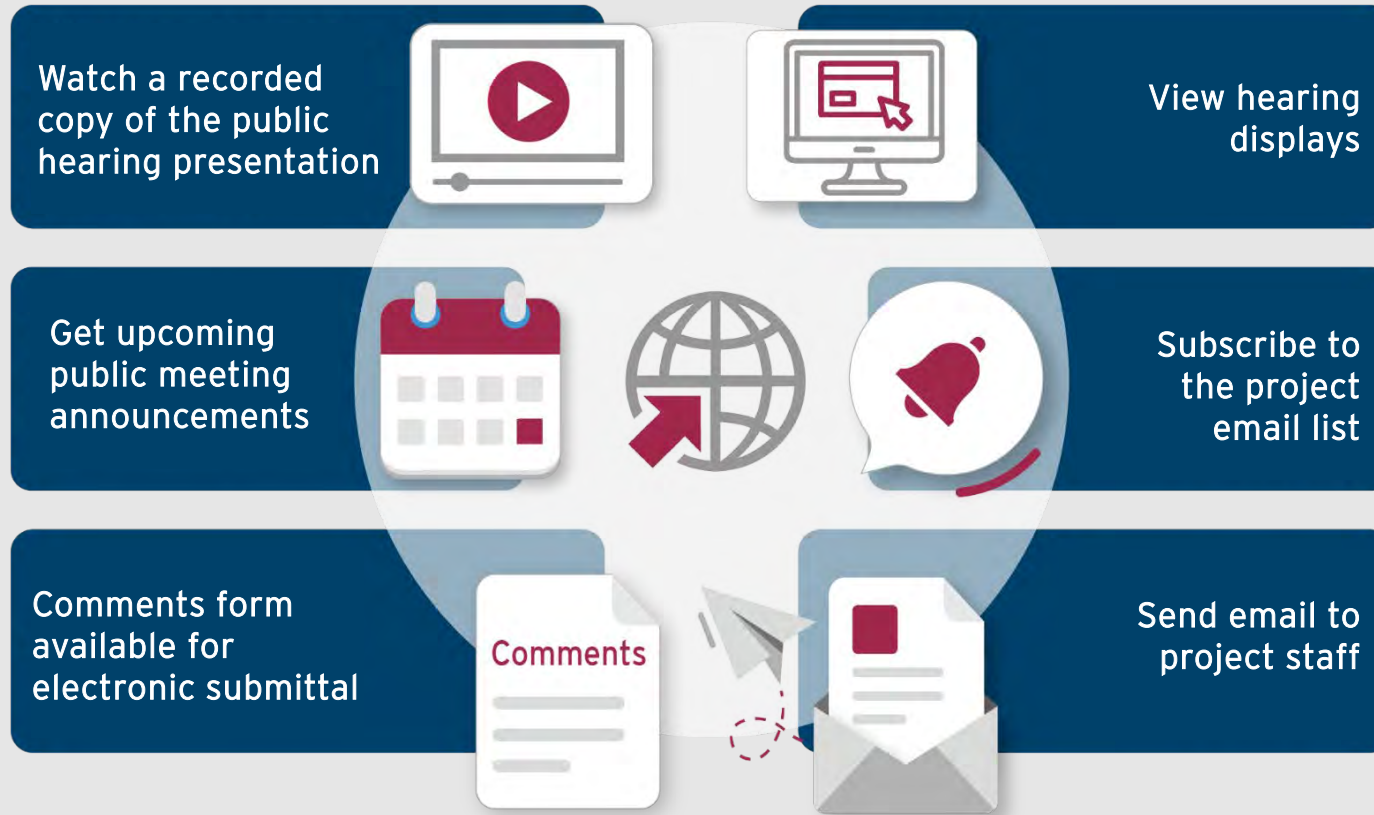 Watch a recorded
copy of the public
hearing presentation
View hearing
displays
Get upcoming
public meeting
announcements
Subscribe to
the project
email list
Comments form
available for
electronic submittal
Comments
Send email to
project staff